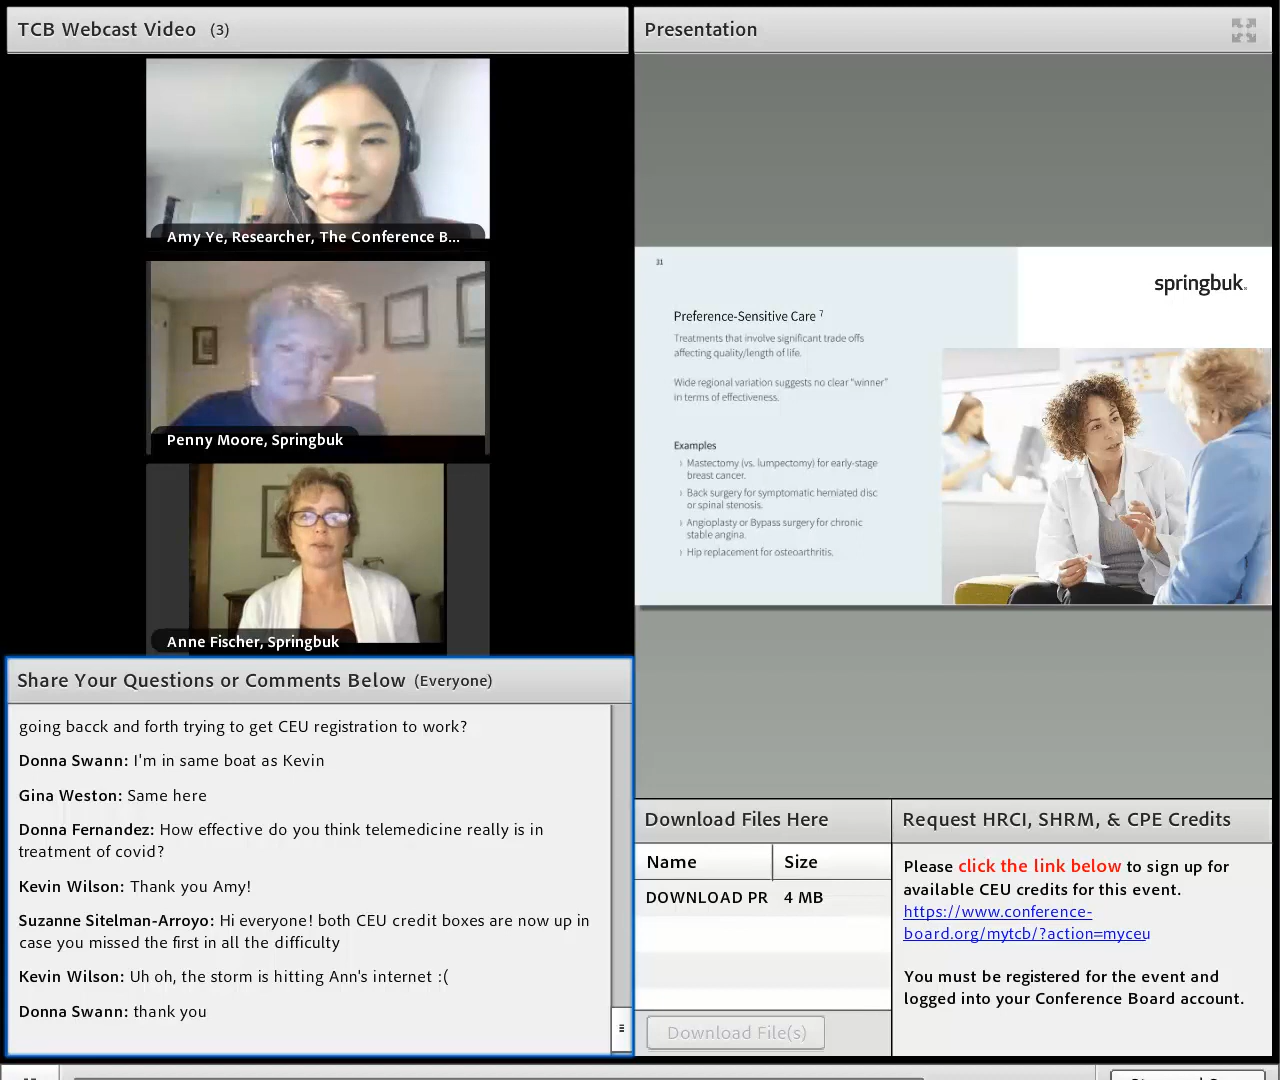 TCB Webcast Video (3)
Amy Ye, Researcher, The Conference B...
Penny Moore, Springbuk
Anne Fischer, Springbuk
Share Your Questions or Comments Below (Everyone)
going bacck and forth trying to get CEU registration to work?
Donna Swann: I'm in same boat as Kevin
Gina Weston: Same here
Donna Fernandez: How effective do you think telemedicine really is in
treatment of covid?
Kevin Wilson: Thank you Amy!
Suzanne Sitelman-Arroyo: Hi everyone! both CEU credit boxes are now up in
case you missed the first in all the difficulty
Kevin Wilson: Uh oh, the storm is hitting Ann's internet :(
Donna Swann: thank you
Presentation
31
springbuk.
Preference-Sensitive Care 7
Treatments that involve significant trade offs
affecting quality/length of life.
Wide regional variation suggests no clear "winner"
in terms of effectiveness.
Examples
› Mastectomy (vs. lumpectomy) for early-stage
breast cancer.
› Back surgery for symptomatic herniated disc
or spinal stenosis.
› Angioplasty or Bypass surgery for chronic
stable angina.
› Hip replacement for osteoarthritis.
Download Files Here
Name Size
DOWNLOAD PR 4 MB
Download File(s)
Request HRCI, SHRM, & CPE Credits
Please click the link below to sign up for
available CEU credits for this event.
https://www.conference-
board.org/mytcb/?action=myceu
You must be registered for the event and
logged into your Conference Board account.